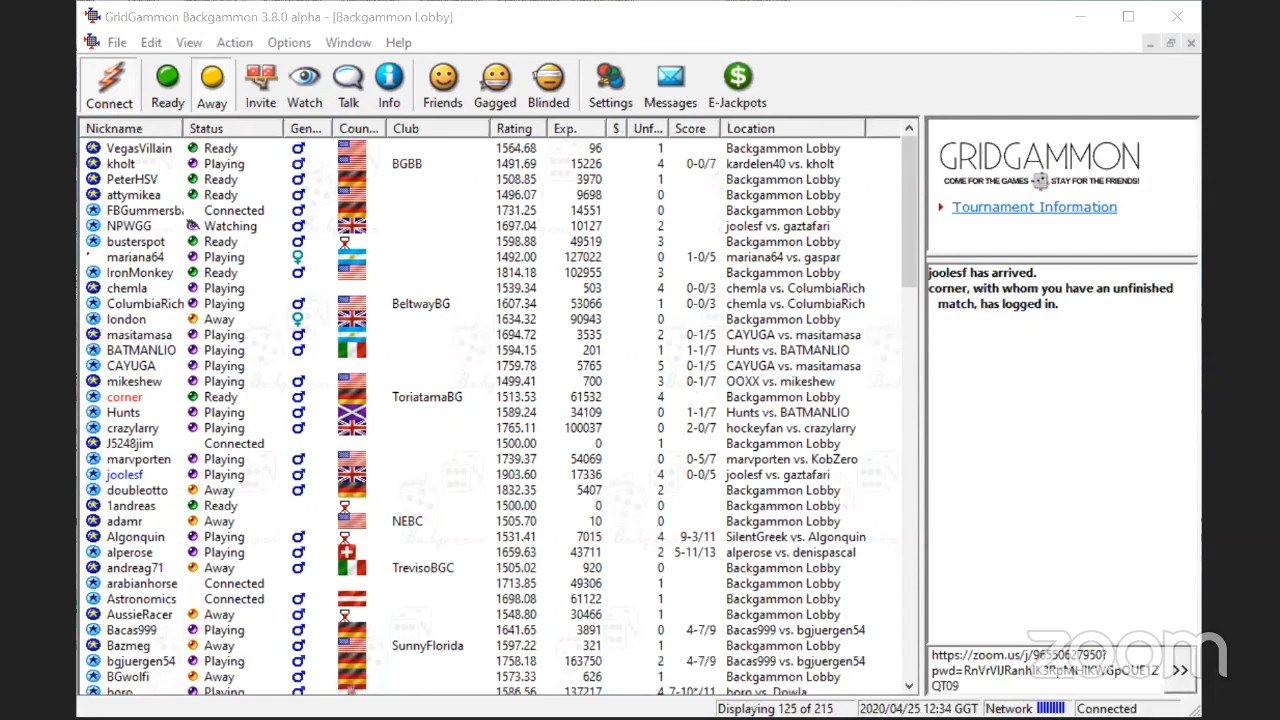 GridGammon Backgammon 3.8.0 alpha - [Backgammon Lobby]
File Edit View Action Options Window Help
Connect Ready Away Invite Watch Talk Info Friends Gagged Blinded Settings Messages E-Jackpots
Nickname Status Gen... Coun... Club Rating Exp. $ Unf... Score Location
VegasVillain Ready 1564.68 96 1 Backgammon Lobby
kholt Playing BGBB 1491.69 15226 4 0-0/7 kardelen40 vs. kholt
PeterHSV Ready 1508.85 3970 1 Backgammon Lobby
attymikea Ready 1496.07 9698 0 Backgammon Lobby
FBGummersba Connected 1731.25 14551 0 Backgammon Lobby
NPWGG Watching 1697.04 10127 2 joolesf vs. gaztafari
busterspot Ready 1598.88 49519 3 Backgammon Lobby
mariana64 Playing 1492.00 127022 0 1-0/5 mariana64 vs. gaspar
IronMonkey Ready 1814.18 102955 3 Backgammon Lobby
chemla Playing 1539.34 503 4 0-0/3 chemla vs. ColumbiaRich
ColumbiaRich Playing BeltwayBG 1607.34 53066 1 0-0/3 chemla vs. ColumbiaRich
london Away 1634.32 90943 0 Backgammon Lobby
masitamasa Playing 1694.72 3535 2 0-1/5 CAYUGA vs. masitamasa
BATMANLIO Playing 1594.15 201 1 1-1/7 Hunts vs. BATMANLIO
CAYUGA Playing 1759.78 5765 5 0-1/5 CAYUGA vs. masitamasa
mikeshew Playing 1499.41 700 3 0-1/7 OOXX vs. mikeshew
corner Ready ToriatamaBG 1513.53 61532 4 Backgammon Lobby
Hunts Playing 1589.24 34109 0 1-1/7 Hunts vs. BATMANLIO
crazylarry Playing 1765.11 100037 0 2-0/7 hockeyfan vs. crazylarry
J5248jim Connected 1500.00 0 1 Backgammon Lobby
marvporten Playing 1739.37 54069 0-5/7 marvporten vs. KobZero
joolesf Playing 1903.60 17336 4 0-0/5 joolesf vs. gaztafari
doubleotto Away 1832.35 5407 2 Backgammon Lobby
1andreas Ready 1500.00 0 0 Backgammon Lobby
adamr Away NEBC 1505.70 10 0 Backgammon Lobby
Algonquin Playing 1531.41 7015 4 9-3/11 SilentGreek vs. Algonquin
alperose Playing 1659.63 43711 2 5-11/13 alperose vs. denispascal
andreag71 Away TrevisoBGC 1505.02 920 0 Backgammon Lobby
arabianhorse Connected 1713.85 49306 1 Backgammon Lobby
Astronomics Connected 1698.08 61122 1 Backgammon Lobby
AussieRacer Away 1548.80 30466 1 Backgammon Lobby
Bacas999 Playing 1641.65 3891 0 4-7/9 Bacas999 vs. bgjuergen54
Bazmeg Away SunnyFlorida 1597.22 321 1 Backgammon Lobby
bgjuergen54 Playing 1758.18 163750 2 4-7/9 Bacas999 vs. bgjuergen54
BGwolfi Away 1573.33 626 1 Backgammon Lobby
boro Playing 1586.56 137217 4 7-10*/11 boro vs. Dowla
GRIDGAMMON
COME FOR THE GAMES STAY FOR THE FRIENDS!
Tournament Information
joolesf has arrived.
corner, with whom you have an unfinished
match, has logged in.
https://zoom.us/j/96550627950?
QT09
>>
zoom
Displaying 125 of 215 2020/04/25 12:34 GGT Network Connected